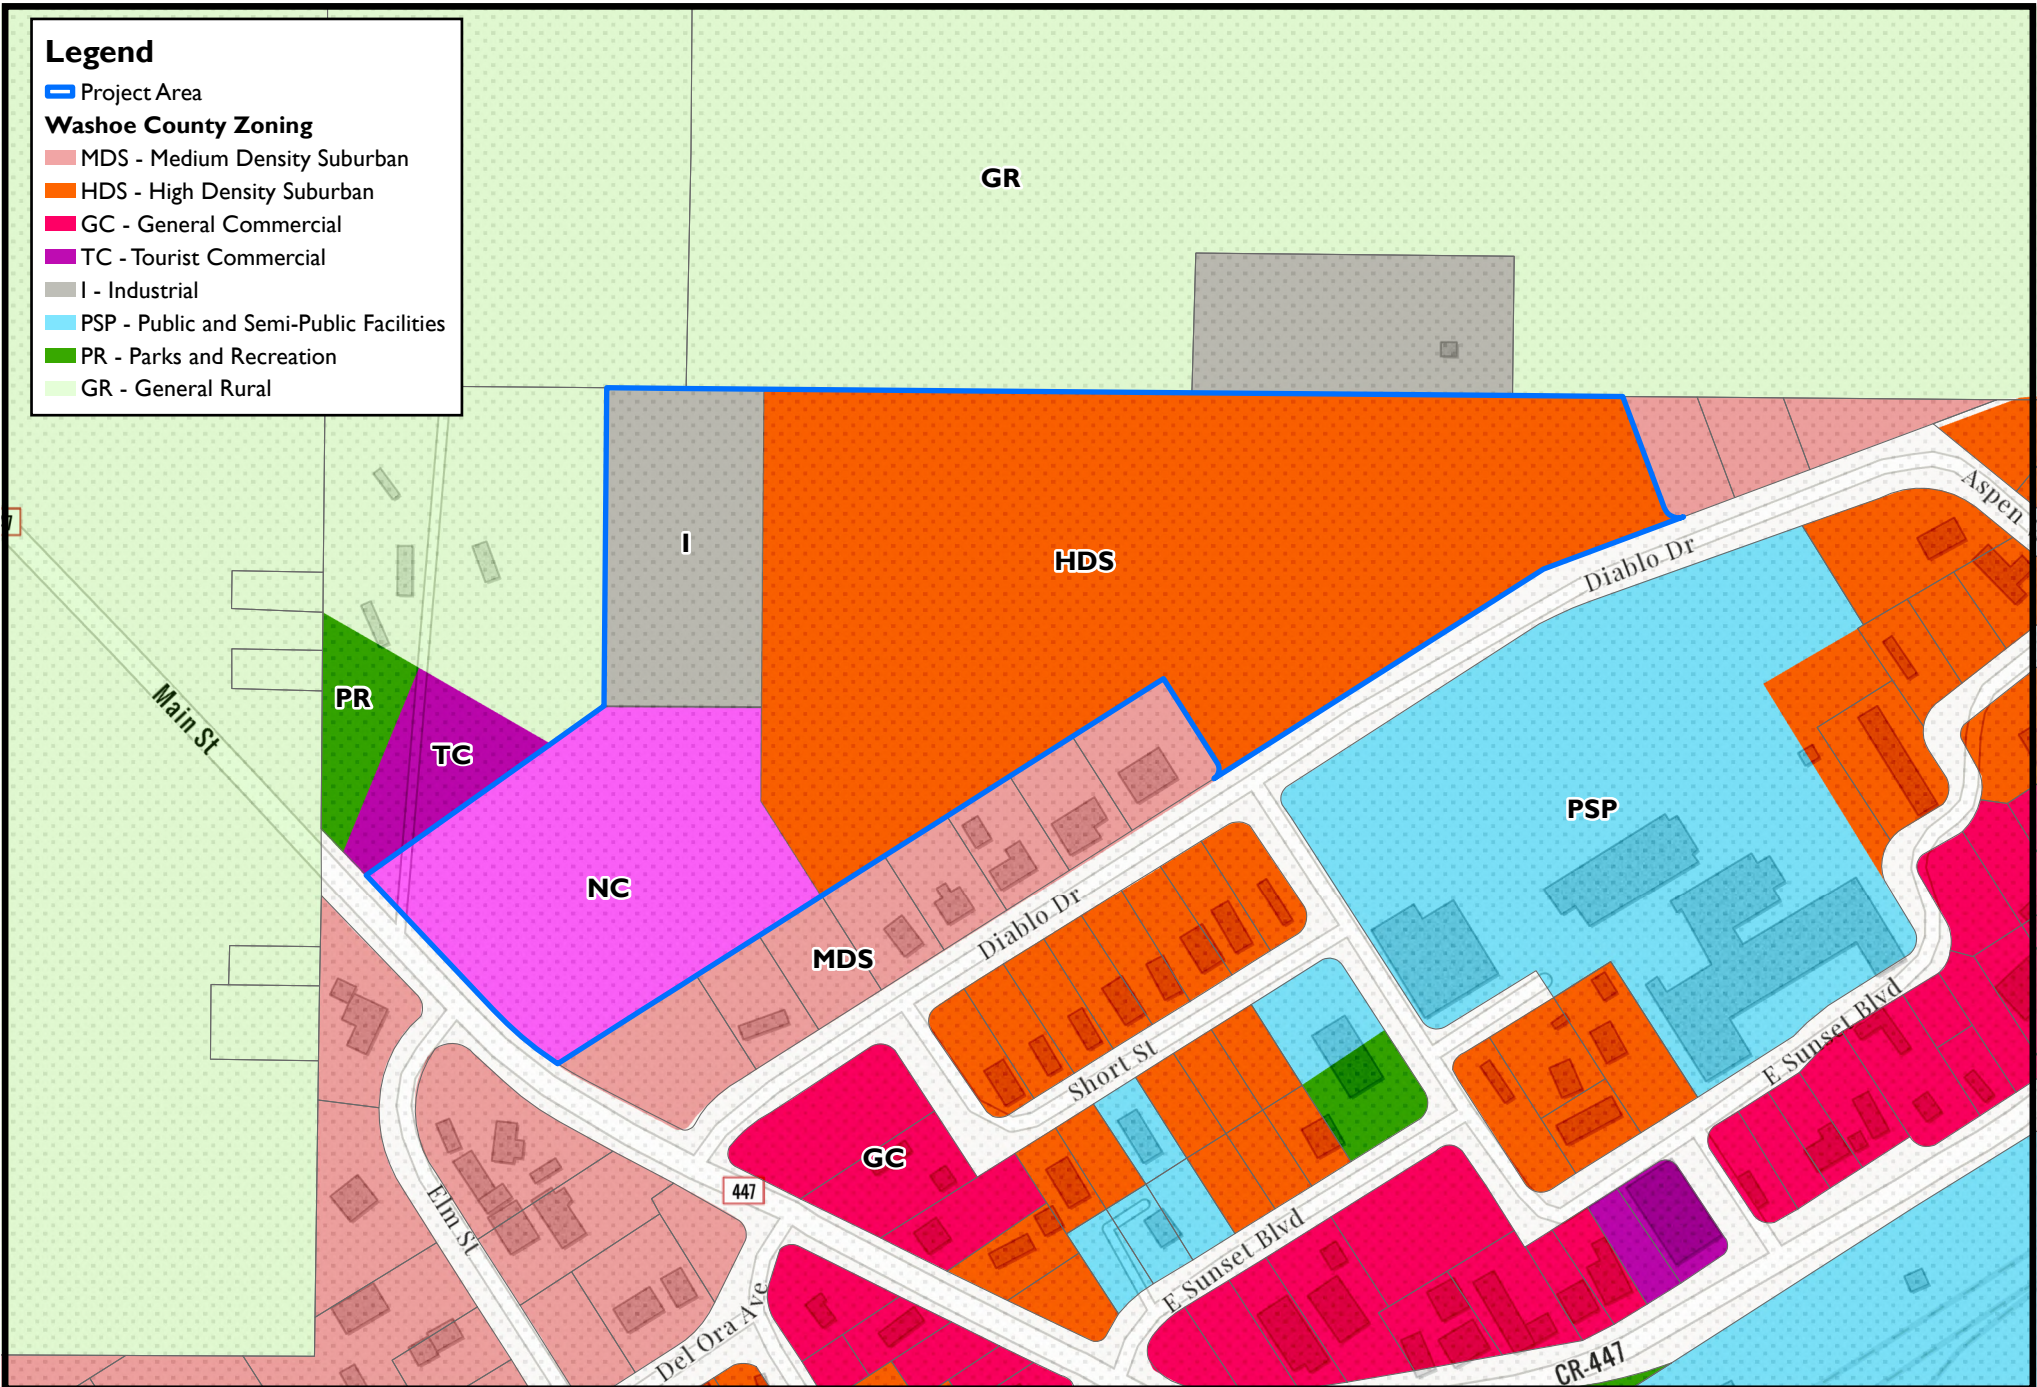 Legend
Project Area
Washoe County Zoning
MDS - Medium Density Suburban
HDS - High Density Suburban
GC - General Commercial
TC - Tourist Commercial
I - Industrial
PSP - Public and Semi-Public Facilities
PR - Parks and Recreation
GR - General Rural
GR
Aspen
I
HDS
Diablo Dr
PR
Main St
TC
PSP
NC
Diablo Dr
MDS
E Sunset Blvd
Short St
GC
447
Elm St
E Sunset Blvd
Del Ora Ave
CR-447